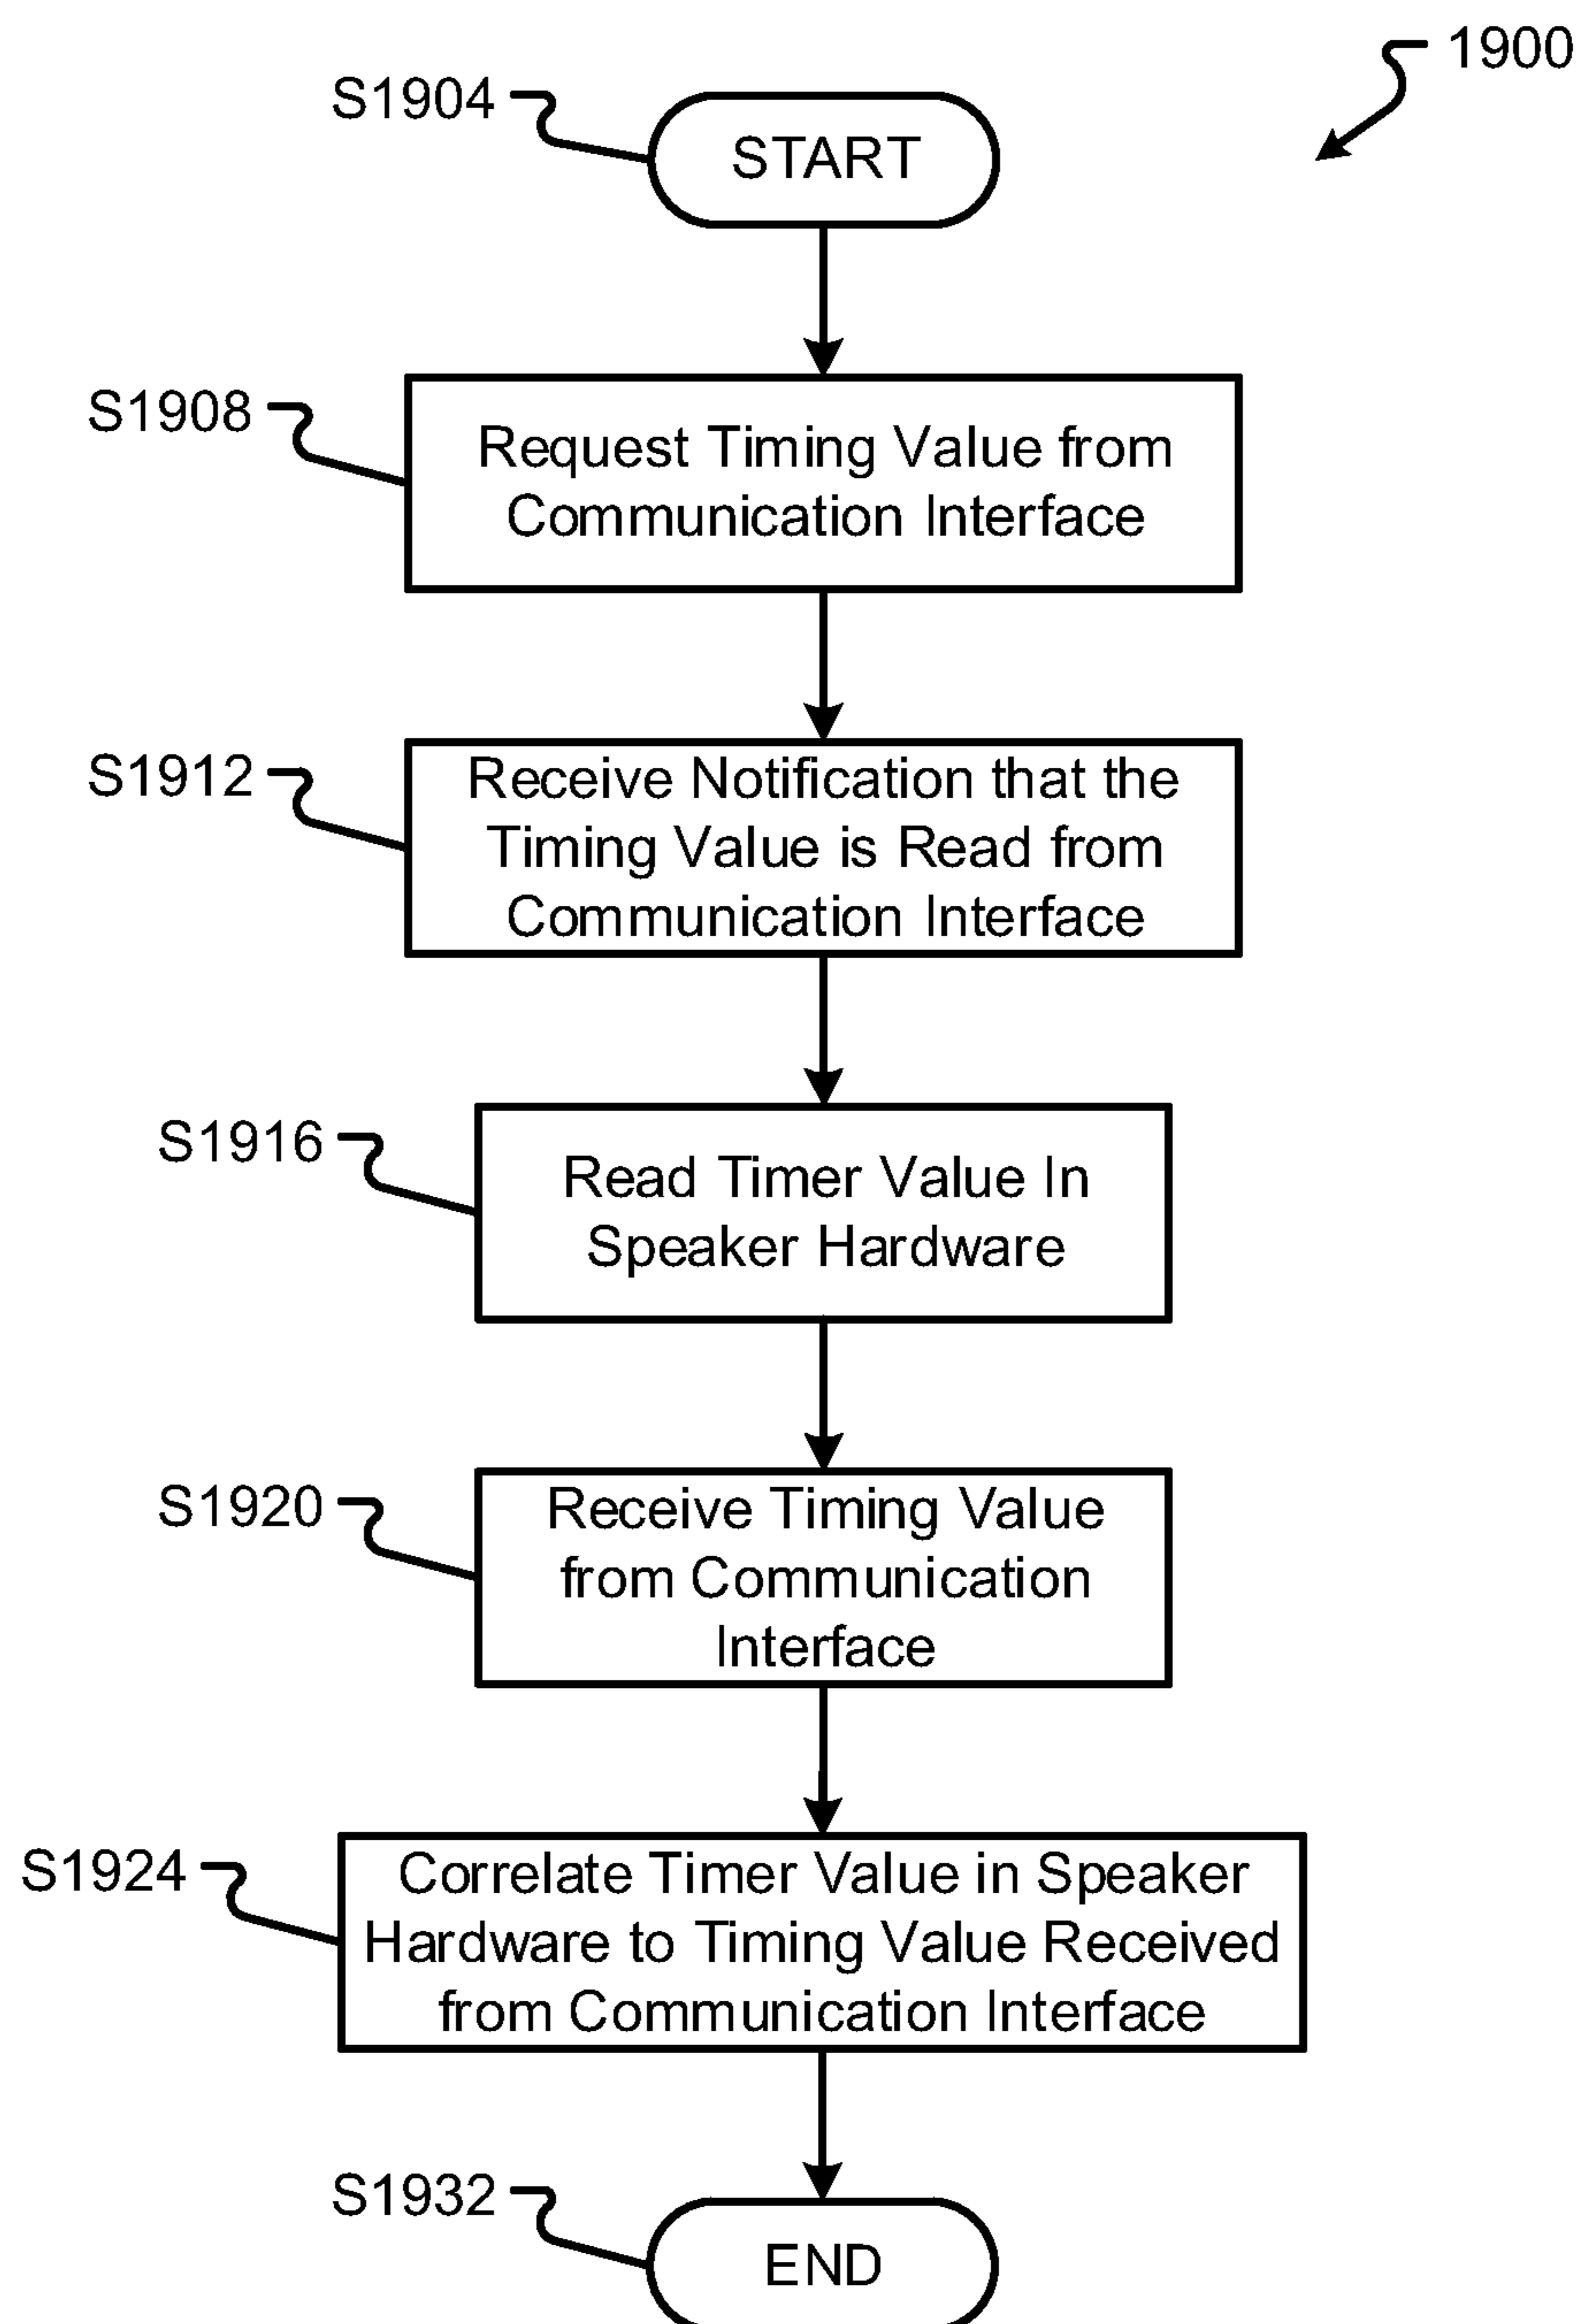 1900
S1904
START
S1908
Request Timing Value from
Communication Interface
S1912
Receive Notification that the
Timing Value is Read from
Communication Interface
S1916
Read Timer Value In
Speaker Hardware
S1920
Receive Timing Value
from Communication
Interface
S1924
Correlate Timer Value in Speaker
Hardware to Timing Value Received
from Communication Interface
S1932
END